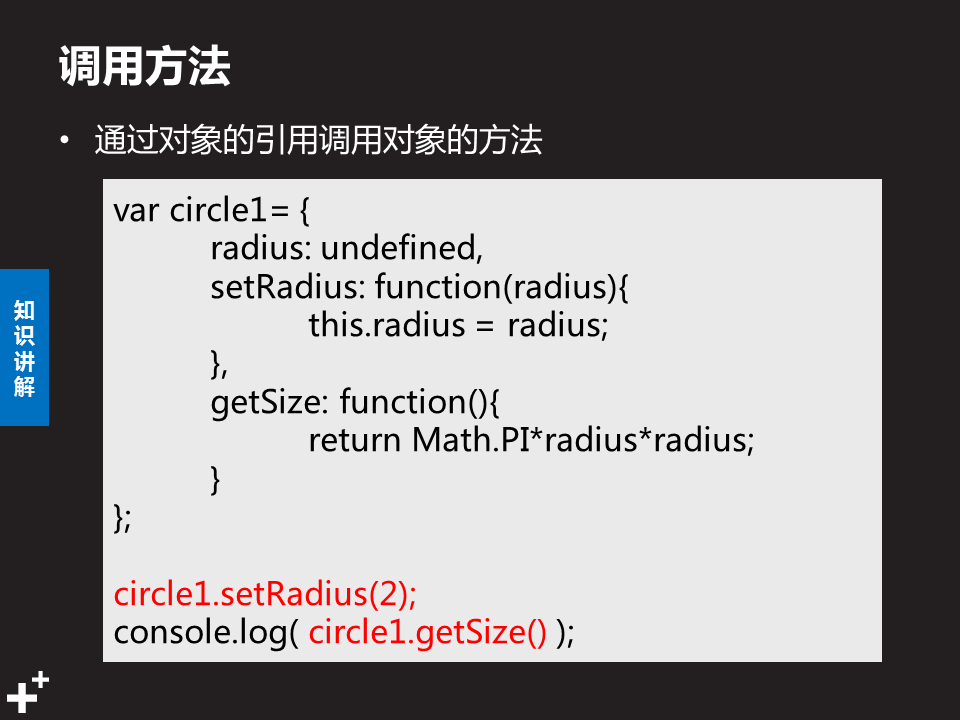 调用方法
• 通过对象的引用调用对象的方法
var circle1= {
radius: undefined,
setRadius: function(radius){
this.radius = radius;
},
getSize: function(){
return Math.PI*radius*radius;
}
};
circle1.setRadius(2);
console.log( circle1.getSize() );
知
识
讲
解